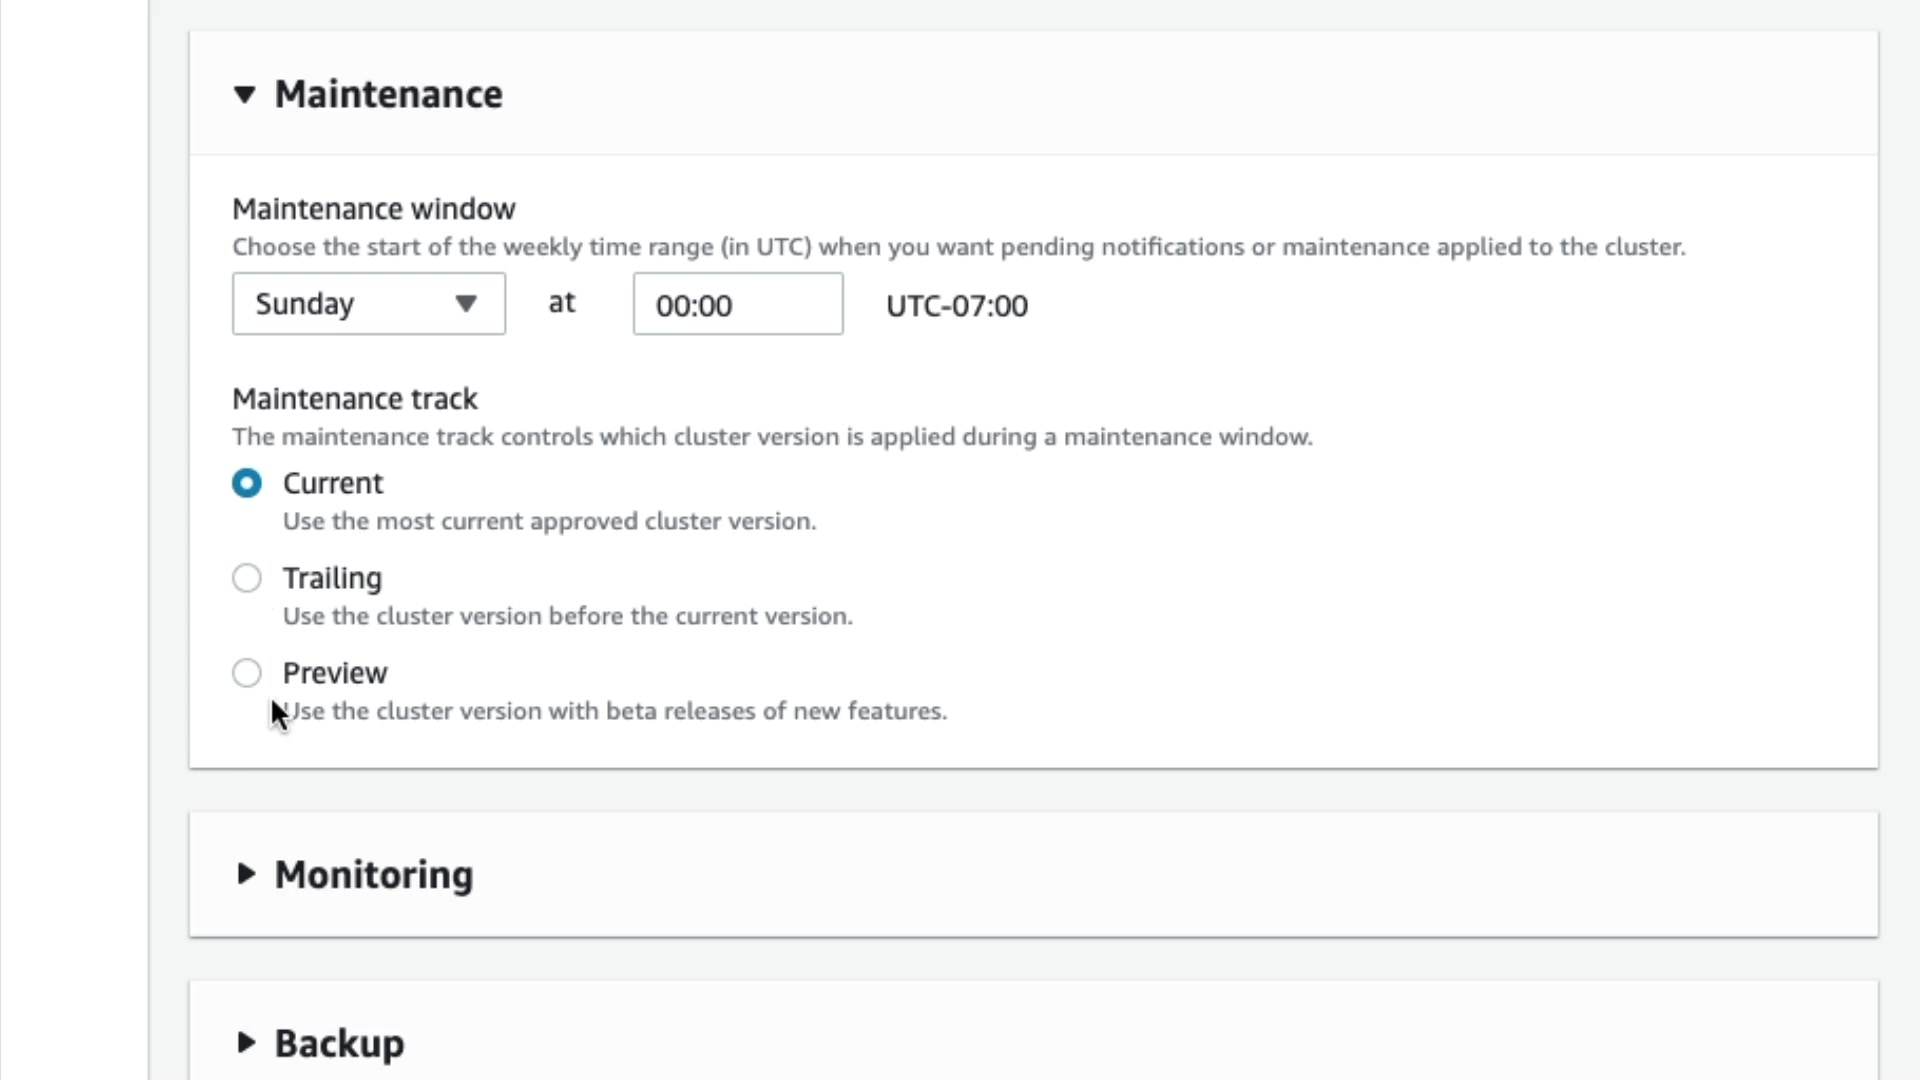 Maintenance
Maintenance window
Choose the start of the weekly time range (in UTC) when you want pending notifications or maintenance applied to the cluster.
Sunday at 00:00 UTC-07:00
Maintenance track
The maintenance track controls which cluster version is applied during a maintenance window.
Current
Use the most current approved cluster version.
Trailing
Use the cluster version before the current version.
Preview
Use the cluster version with beta releases of new features.
Monitoring
Backup